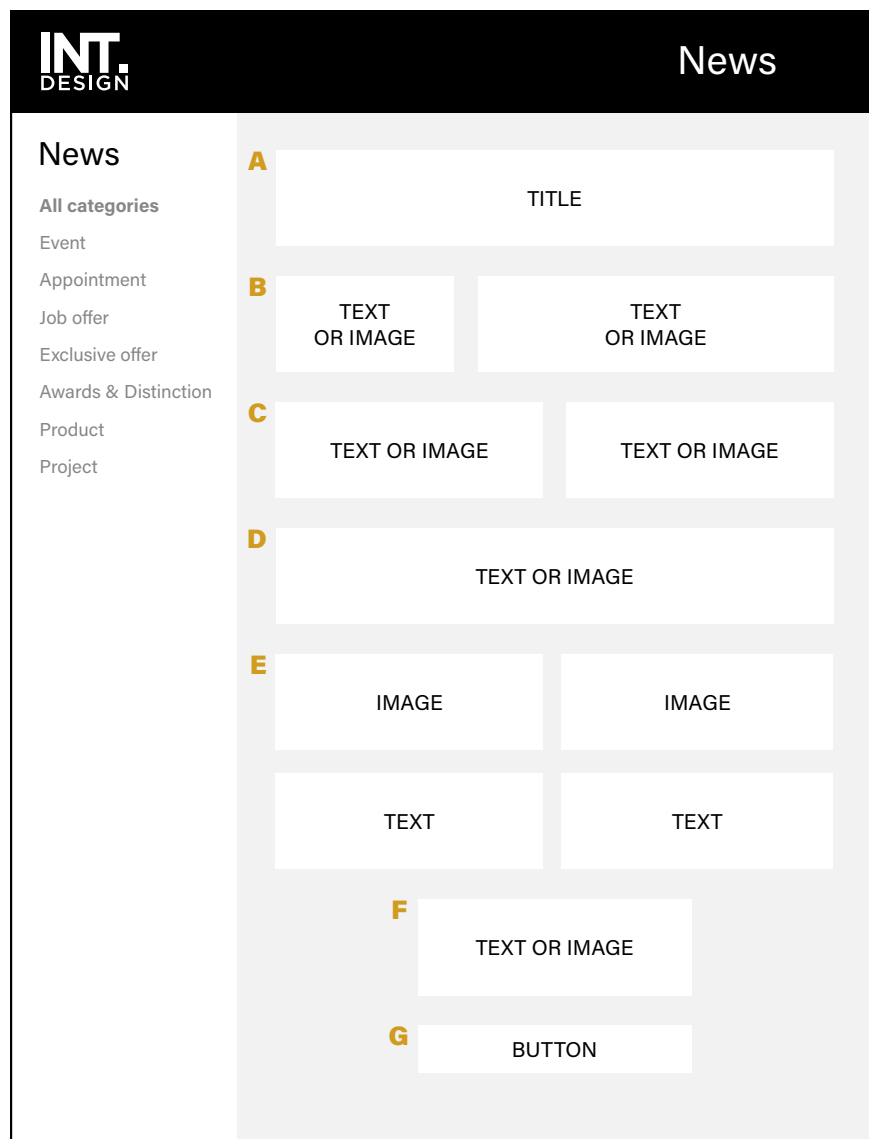 INT.
DESIGN
News
News
All categories
Event
Appointment
Job offer
Exclusive offer
Awards & Distinction
Product
Project
A
TITLE
B
TEXT
OR IMAGE
TEXT
OR IMAGE
C
TEXT OR IMAGE
TEXT OR IMAGE
D
TEXT OR IMAGE
E
IMAGE
IMAGE
TEXT
TEXT
F
TEXT OR IMAGE
G
BUTTON